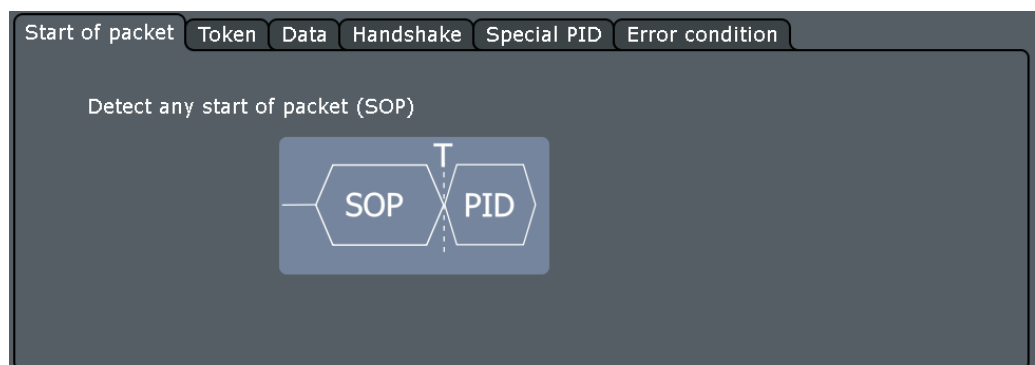 Start of packet Token Data Handshake Special PID Error condition
Detect any start of packet (SOP)
T
SOP PID